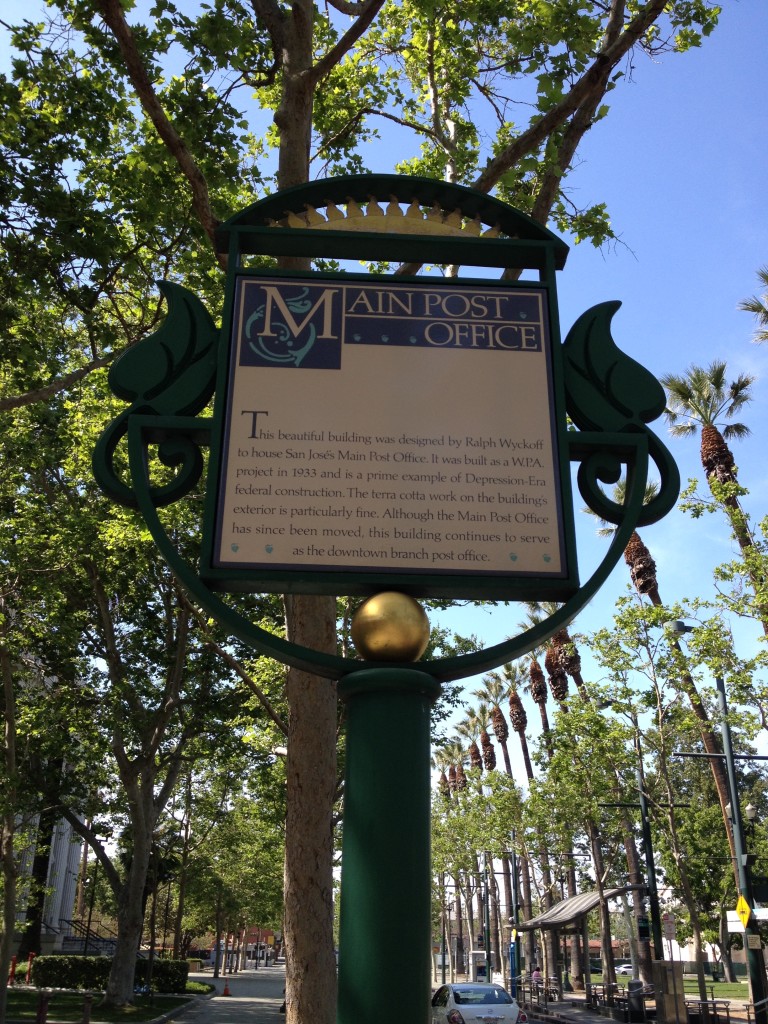 MAIN POST
OFFICE
This beautiful building was designed by Ralph Wyckoff
to house San José's Main Post Office. It was built as a W.P.A.
project in 1933 and is a prime example of Depression-Era
federal construction. The terra cotta work on the building's
exterior is particularly fine. Although the Main Post Office
has since been moved, this building continues to serve
as the downtown branch post office.